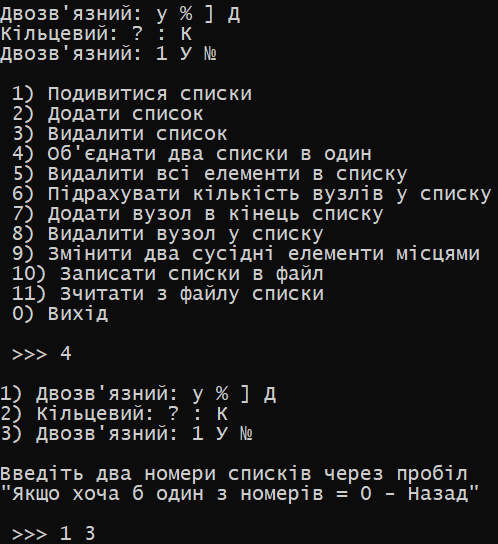 Двозв'язний: у % ] Д
Кільцевий: ? : К
Двозв'язний: 1 У №
1) Подивитися списки
2) Додати список
3) Видалити список
4) Об'єднати два списки в один
5) Видалити всі елементи в списку
6) Підрахувати кількість вузлів у списку
7) Додати вузол в кінець списку
8) Видалити вузол у списку
9) Змінити два сусідні елементи місцями
10) Записати списки в файл
11) Зчитати з файлу списки
0) Вихід
>>> 4
1) Двозв'язний: у % ] Д
2) Кільцевий: ? : К
3) Двозв'язний: 1 У №
Введіть два номери списків через пробіл
"Якщо хоча б один з номерів = 0 - Назад"
>>> 1 3